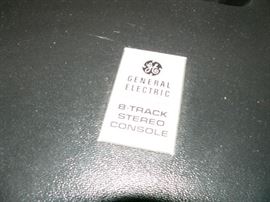 GE
GENERAL
ELECTRIC
8-TRACK
STEREO
CONSOLE